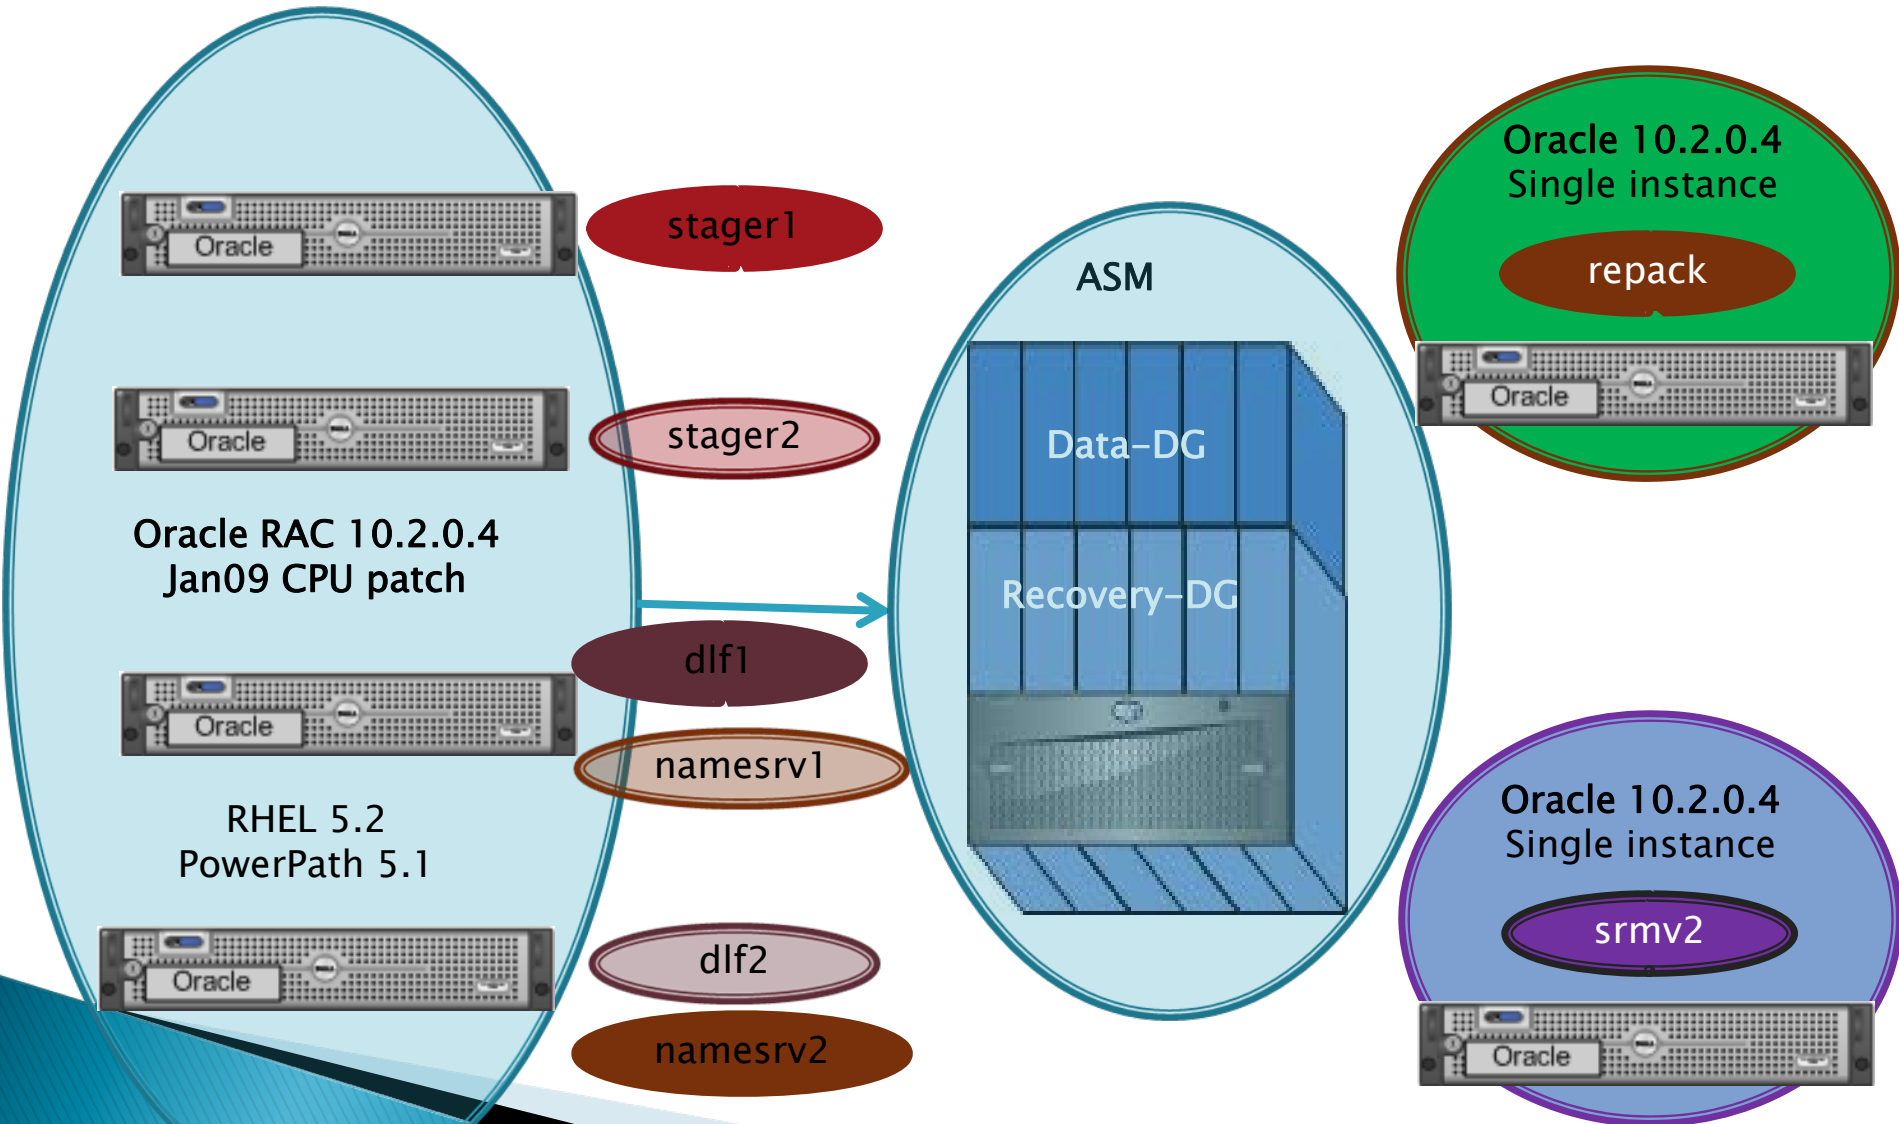 Oracle
stager1
Oracle
stager2
Oracle RAC 10.2.0.4
Jan09 CPU patch
Oracle
dlf1
namesrv1
RHEL 5.2
PowerPath 5.1
Oracle
dlf2
namesrv2
ASM
Data-DG
Recovery-DG
Oracle 10.2.0.4
Single instance
repack
Oracle
Oracle 10.2.0.4
Single instance
srmv2
Oracle